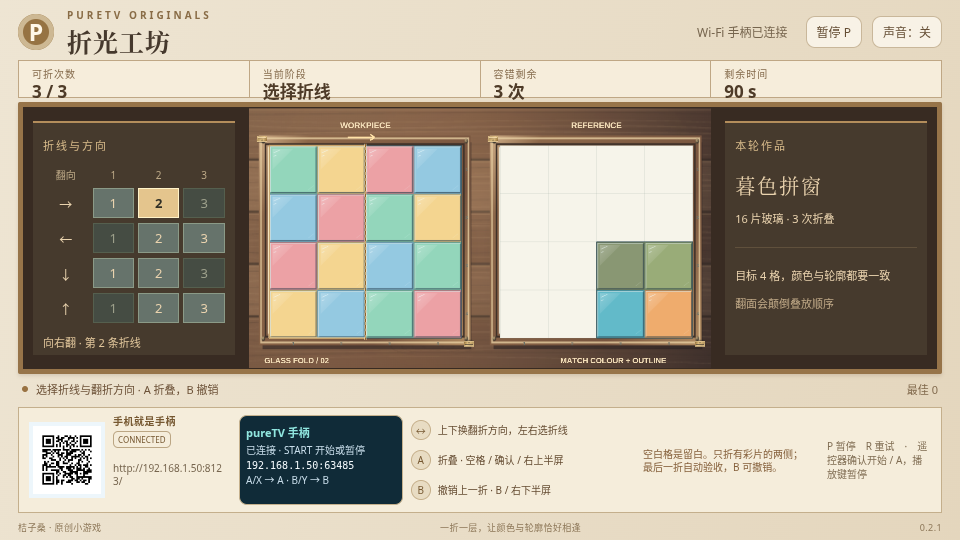 P
PURETV ORIGINALS
折光工坊
Wi-Fi 手柄已连接
暂停 P
声音: 关
可折次数
3 / 3
当前阶段
选择折线
容错剩余
3 次
剩余时间
90 s
折线与方向
翻向 1 2 3
→ 1 2 3
← 1 2 3
↓ 1 2 3
↑ 1 2 3
向右翻 · 第 2 条折线
WORKPIECE
GLASS FOLD / 02
REFERENCE
MATCH COLOUR + OUTLINE
本轮作品
暮色拼窗
16 片玻璃 · 3 次折叠
目标 4 格，颜色与轮廓都要一致
翻面会颠倒叠放顺序
选择折线与翻折方向 · A 折叠，B 撤销
最佳 0
手机就是手柄
CONNECTED
http://192.168.1.50:812
3/
pureTV 手柄
已连接 · START 开始或暂停
192.168.1.50:63485
A/X → A · B/Y → B
↔ 上下换翻折方向，左右选折线
A 折叠 · 空格 / 确认 / 右上半屏
B 撤销上一折 · B / 右下半屏
空白格是留白。只折有彩片的两侧；
最后一折自动验收，B 可撤销。
P 暂停 R 重试 · 遥
控器确认开始 / A，播
放键暂停
桔子桑 · 原创小游戏
一折一层，让颜色与轮廓恰好相逢
0.2.1